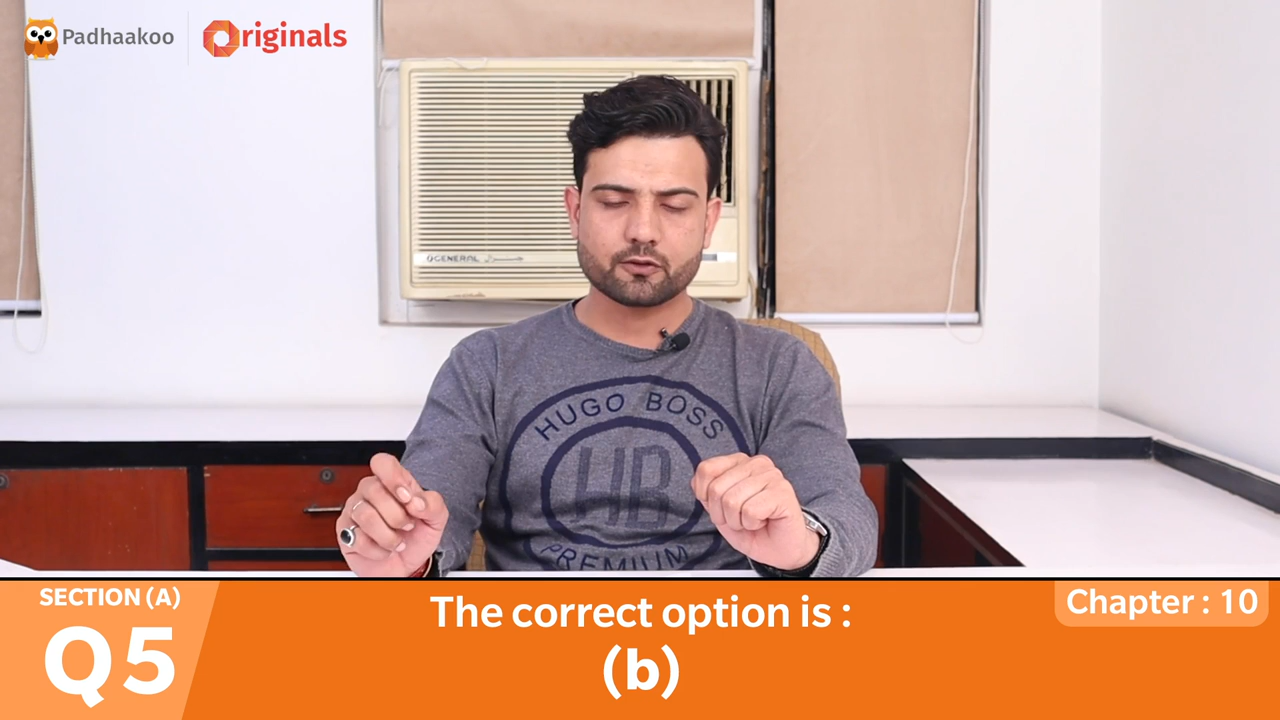 Padhaakoo
Originals
OGENERAL
HUGO BOSS
HB
PREMIUM
SECTION (A)
Q5
The correct option is :
(b)
Chapter : 10